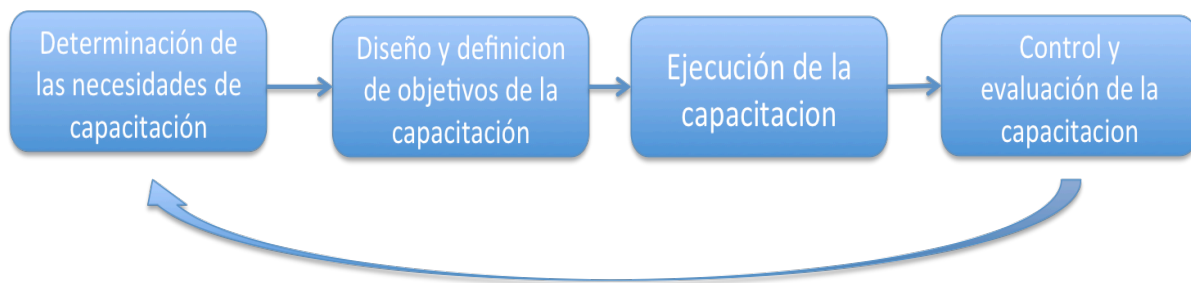 Determinación de
las necesidades de
capacitación
Diseño y definicion
de objetivos de la
capacitación
Ejecución de la
capacitacion
Control y
evaluación de la
capacitacion